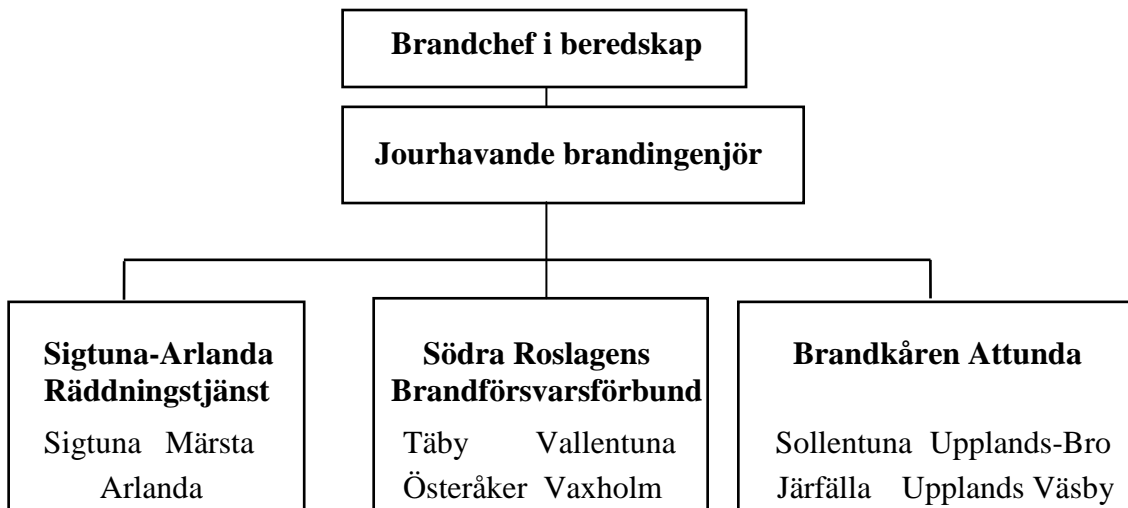 Brandchef i beredskap
Jourhavande brandingenjör
Sigtuna-Arlanda
Räddningstjänst
Sigtuna Märsta
Arlanda
Södra Roslagens
Brandförsvarsförbund
Täby Vallentuna
Österåker Vaxholm
Brandkåren Attunda
Sollentuna Upplands-Bro
Järfälla Upplands Väsby